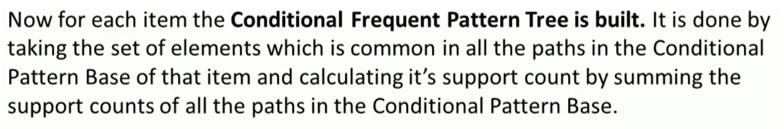 Now for each item the Conditional Frequent Pattern Tree is built. It is done by
taking the set of elements which is common in all the paths in the Conditional
Pattern Base of that item and calculating it’s support count by summing the
support counts of all the paths in the Conditional Pattern Base.